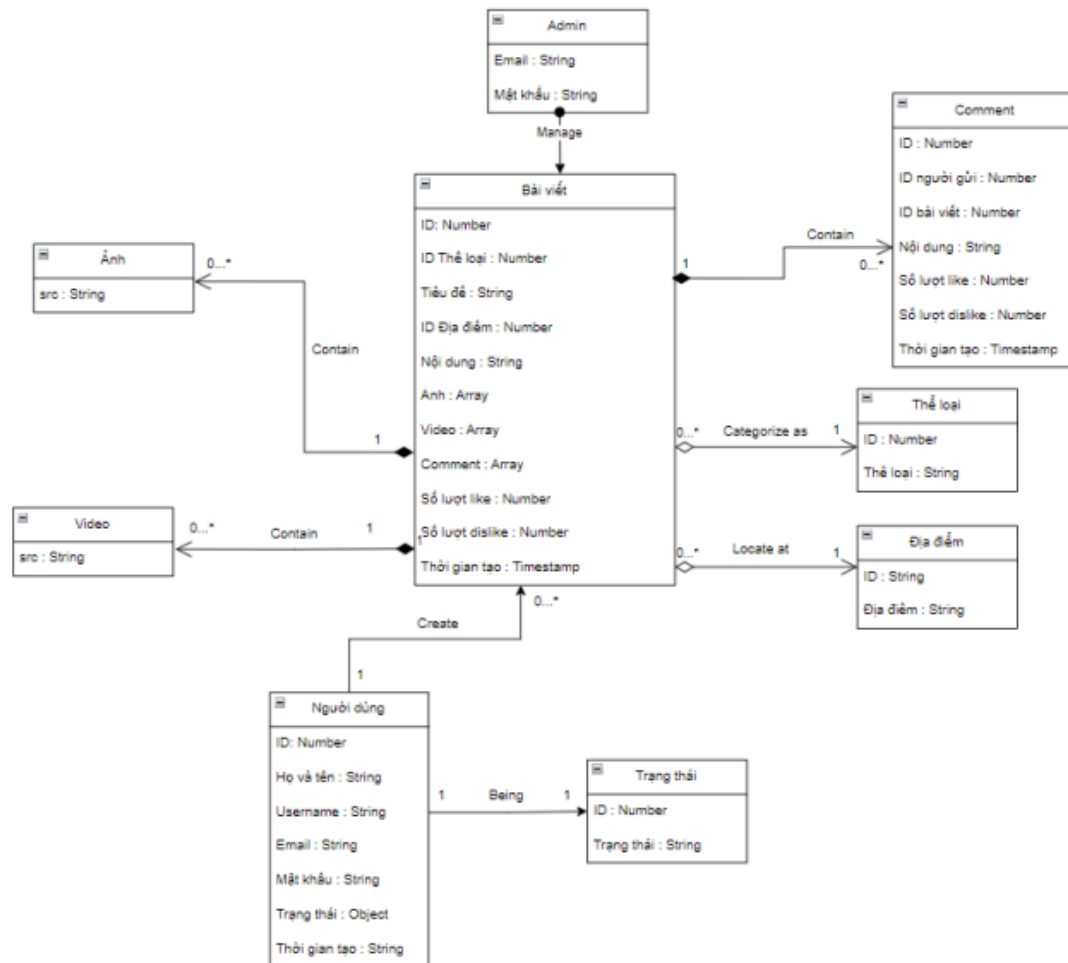 Admin
Email : String
Mật khẩu : String
Manage
Comment
ID : Number
ID người gửi : Number
ID bài viết : Number
Nội dung : String
Số lượt like : Number
Số lượt dislike : Number
Thời gian tạo : Timestamp
Bài viết
ID: Number
ID Thể loại : Number
Tiêu đề : String
ID Địa điểm : Number
Nội dung : String
Anh : Array
Video : Array
Comment : Array
Số lượt like : Number
Số lượt dislike : Number
Thời gian tạo : Timestamp
1
Contain
0...*
Ảnh
src : String
0...*
Contain
1
Thể loại
ID : Number
Thể loại : String
0...*
Categorize as
1
Video
src : String
0...*
Contain
1
1
Địa điểm
ID : String
Địa điểm : String
0...*
Locate at
1
0...*
Create
1
Người dùng
ID: Number
Họ và tên : String
Username : String
Email : String
Mật khẩu : String
Trạng thái : Object
Thời gian tạo : String
1
Being
1
Trạng thái
ID : Number
Trạng thái : String